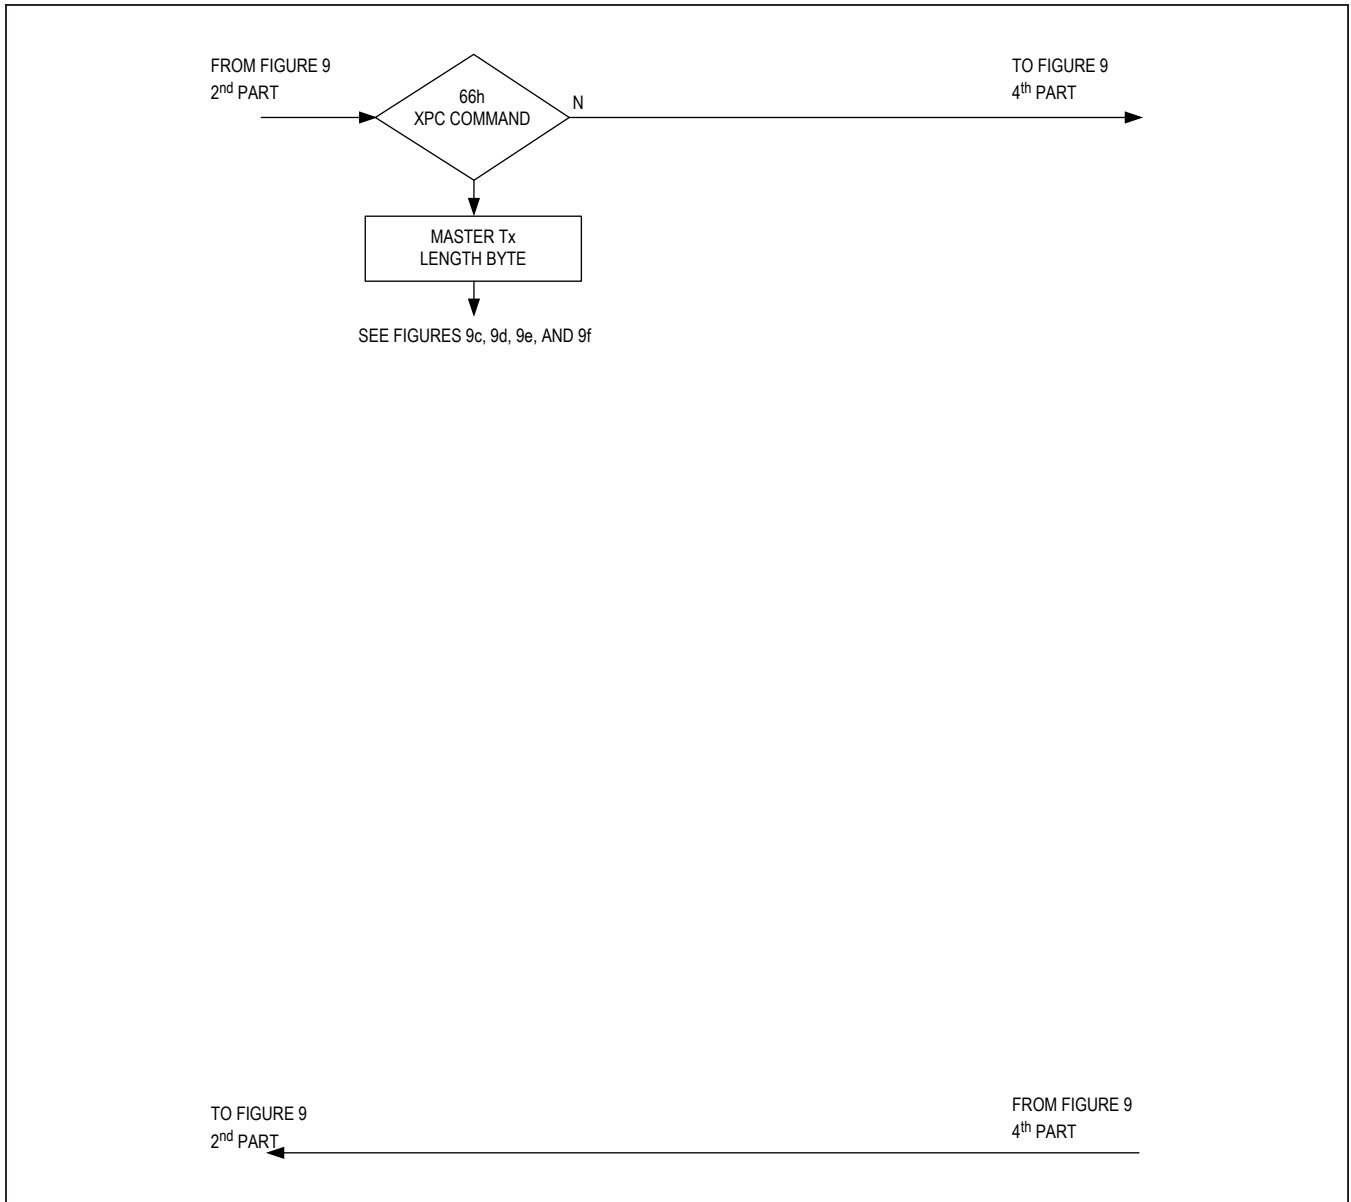 FROM FIGURE 9
2nd PART
66h
XPC COMMAND
N
TO FIGURE 9
4th PART
MASTER Tx
LENGTH BYTE
SEE FIGURES 9c, 9d, 9e, AND 9f
TO FIGURE 9
2nd PART
FROM FIGURE 9
4th PART